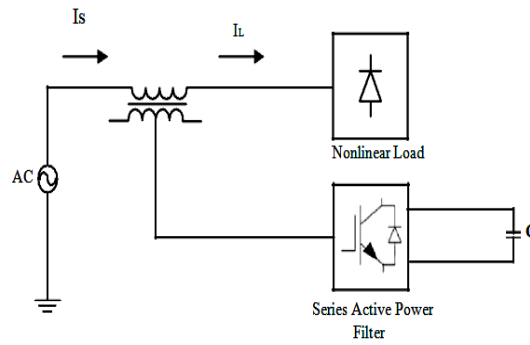 Is
IL
Nonlinear Load
AC
C
Series Active Power
Filter